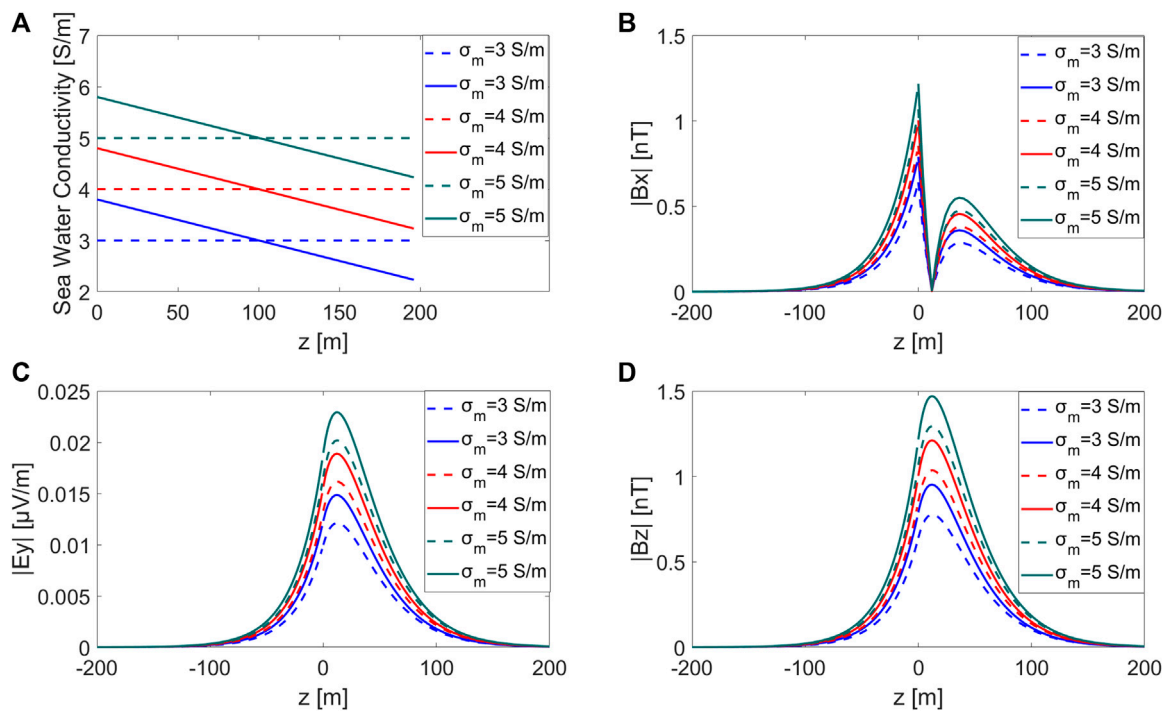 A
Sea Water Conductivity [S/m]
7
6
5
4
3
2
0
50
100
150
200
z [m]
σm=3 S/m
σm=3 S/m
σm=4 S/m
σm=4 S/m
σm=5 S/m
σm=5 S/m
B
|Bx| [nT]
1.5
1
0.5
0
-200
-100
0
100
200
z [m]
σm=3 S/m
σm=3 S/m
σm=4 S/m
σm=4 S/m
σm=5 S/m
σm=5 S/m
C
|Ey| [μV/m]
0.025
0.02
0.015
0.01
0.005
0
-200
-100
0
100
200
z [m]
σm=3 S/m
σm=3 S/m
σm=4 S/m
σm=4 S/m
σm=5 S/m
σm=5 S/m
D
|Bz| [nT]
1.5
1
0.5
0
-200
-100
0
100
200
z [m]
σm=3 S/m
σm=3 S/m
σm=4 S/m
σm=4 S/m
σm=5 S/m
σm=5 S/m